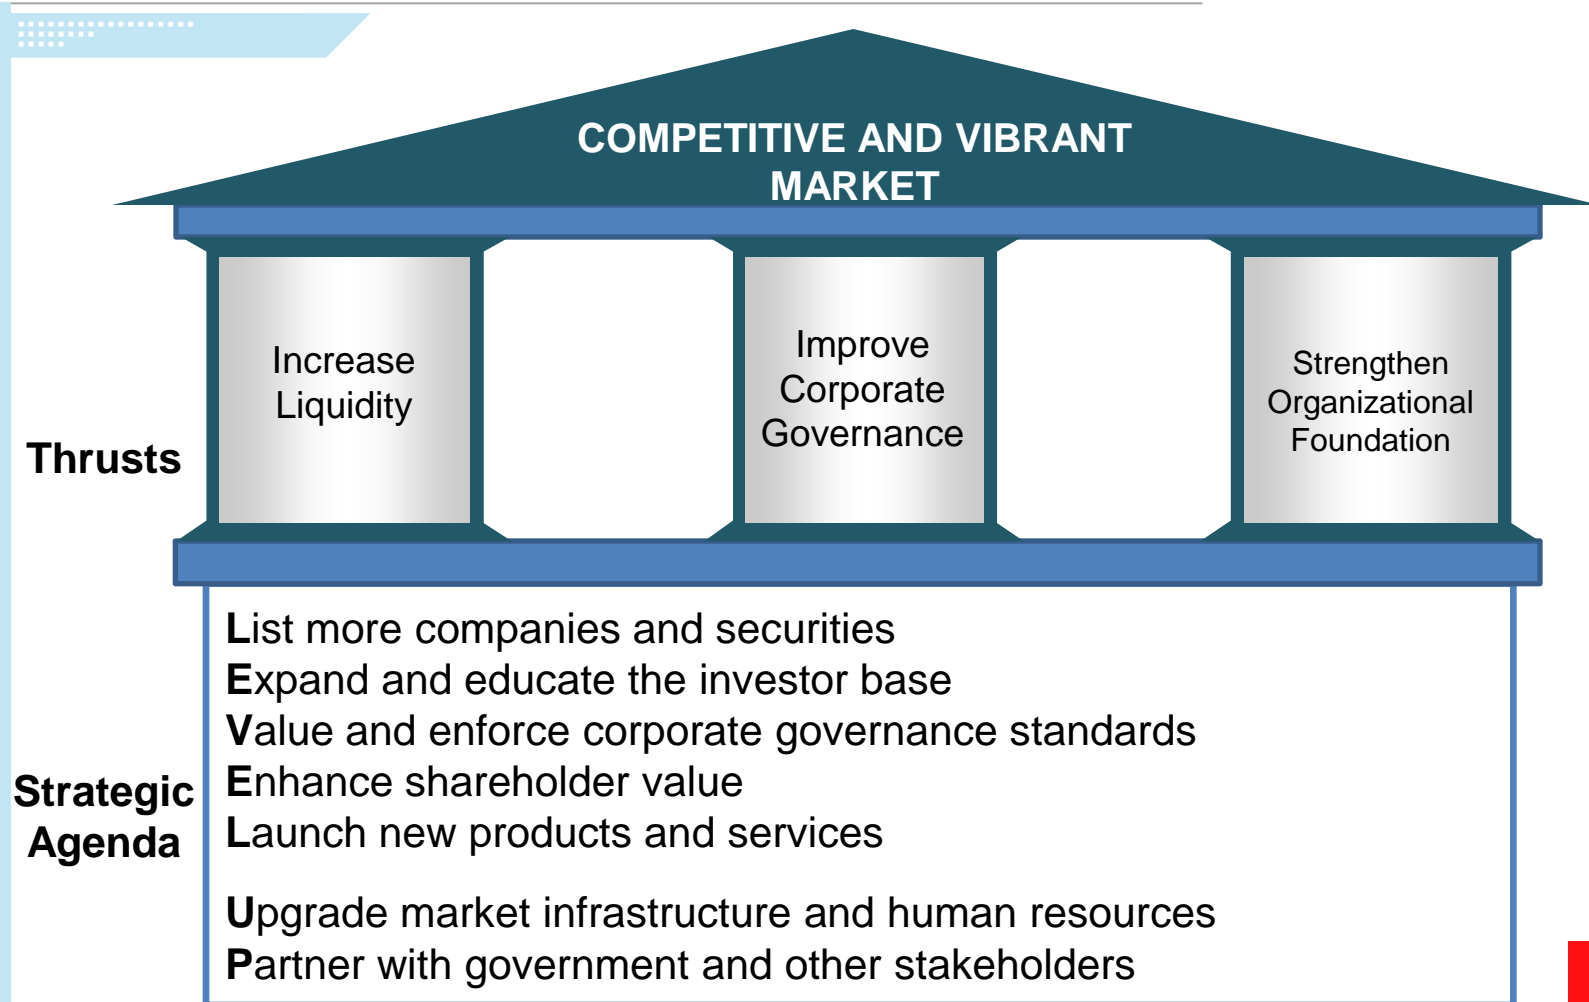 COMPETITIVE AND VIBRANT
MARKET
Increase
Liquidity
Improve
Corporate
Governance
Strengthen
Organizational
Foundation
Thrusts
List more companies and securities
Expand and educate the investor base
Value and enforce corporate governance standards
Enhance shareholder value
Launch new products and services
Upgrade market infrastructure and human resources
Partner with government and other stakeholders
Strategic
Agenda